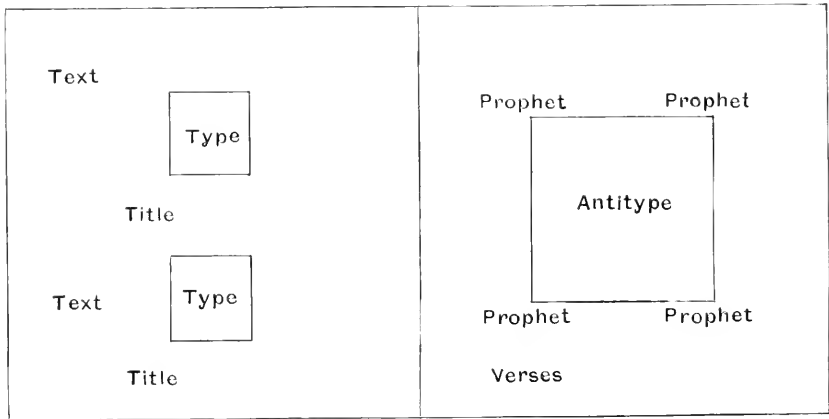 Text
Type
Title
Text
Type
Title
Prophet Prophet
Antitype
Prophet Prophet
Verses